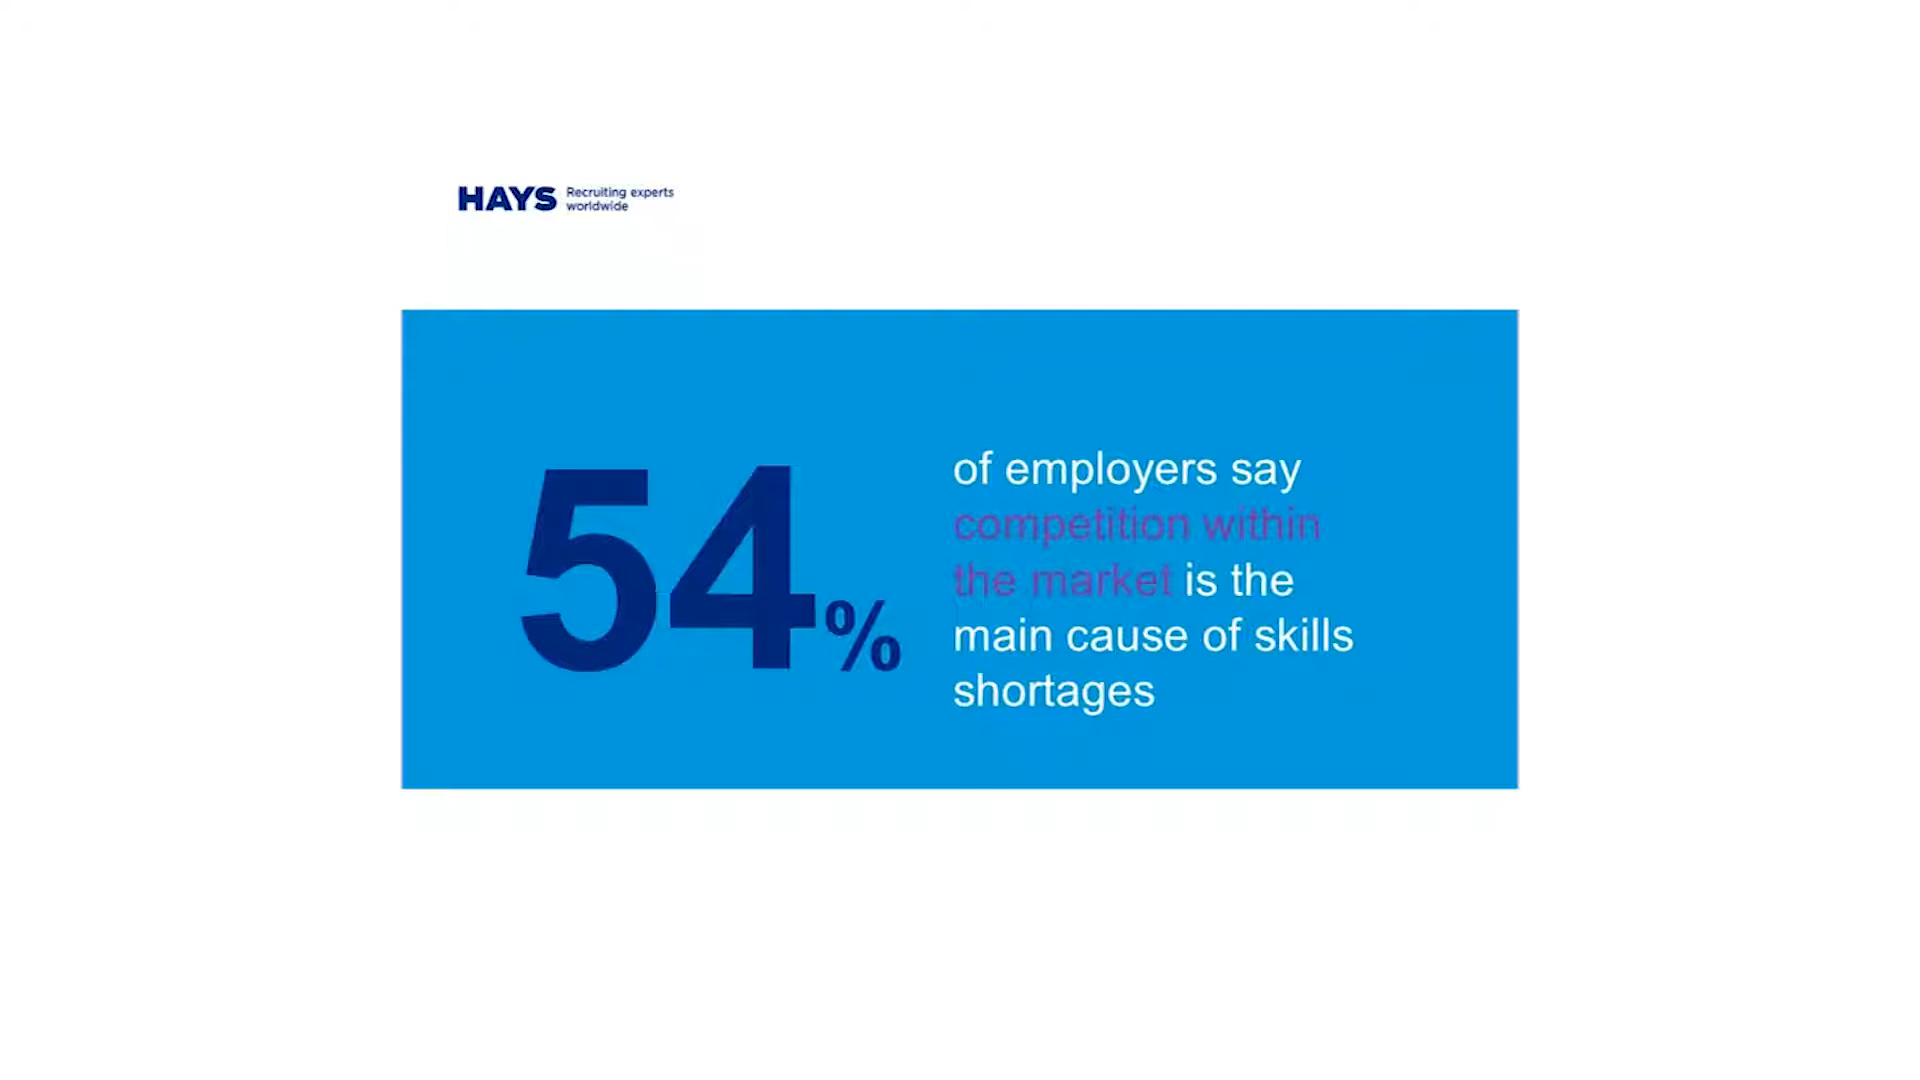 HAYS Recruiting experts
worldwide
54%
of employers say
competition within
the market is the
main cause of skills
shortages